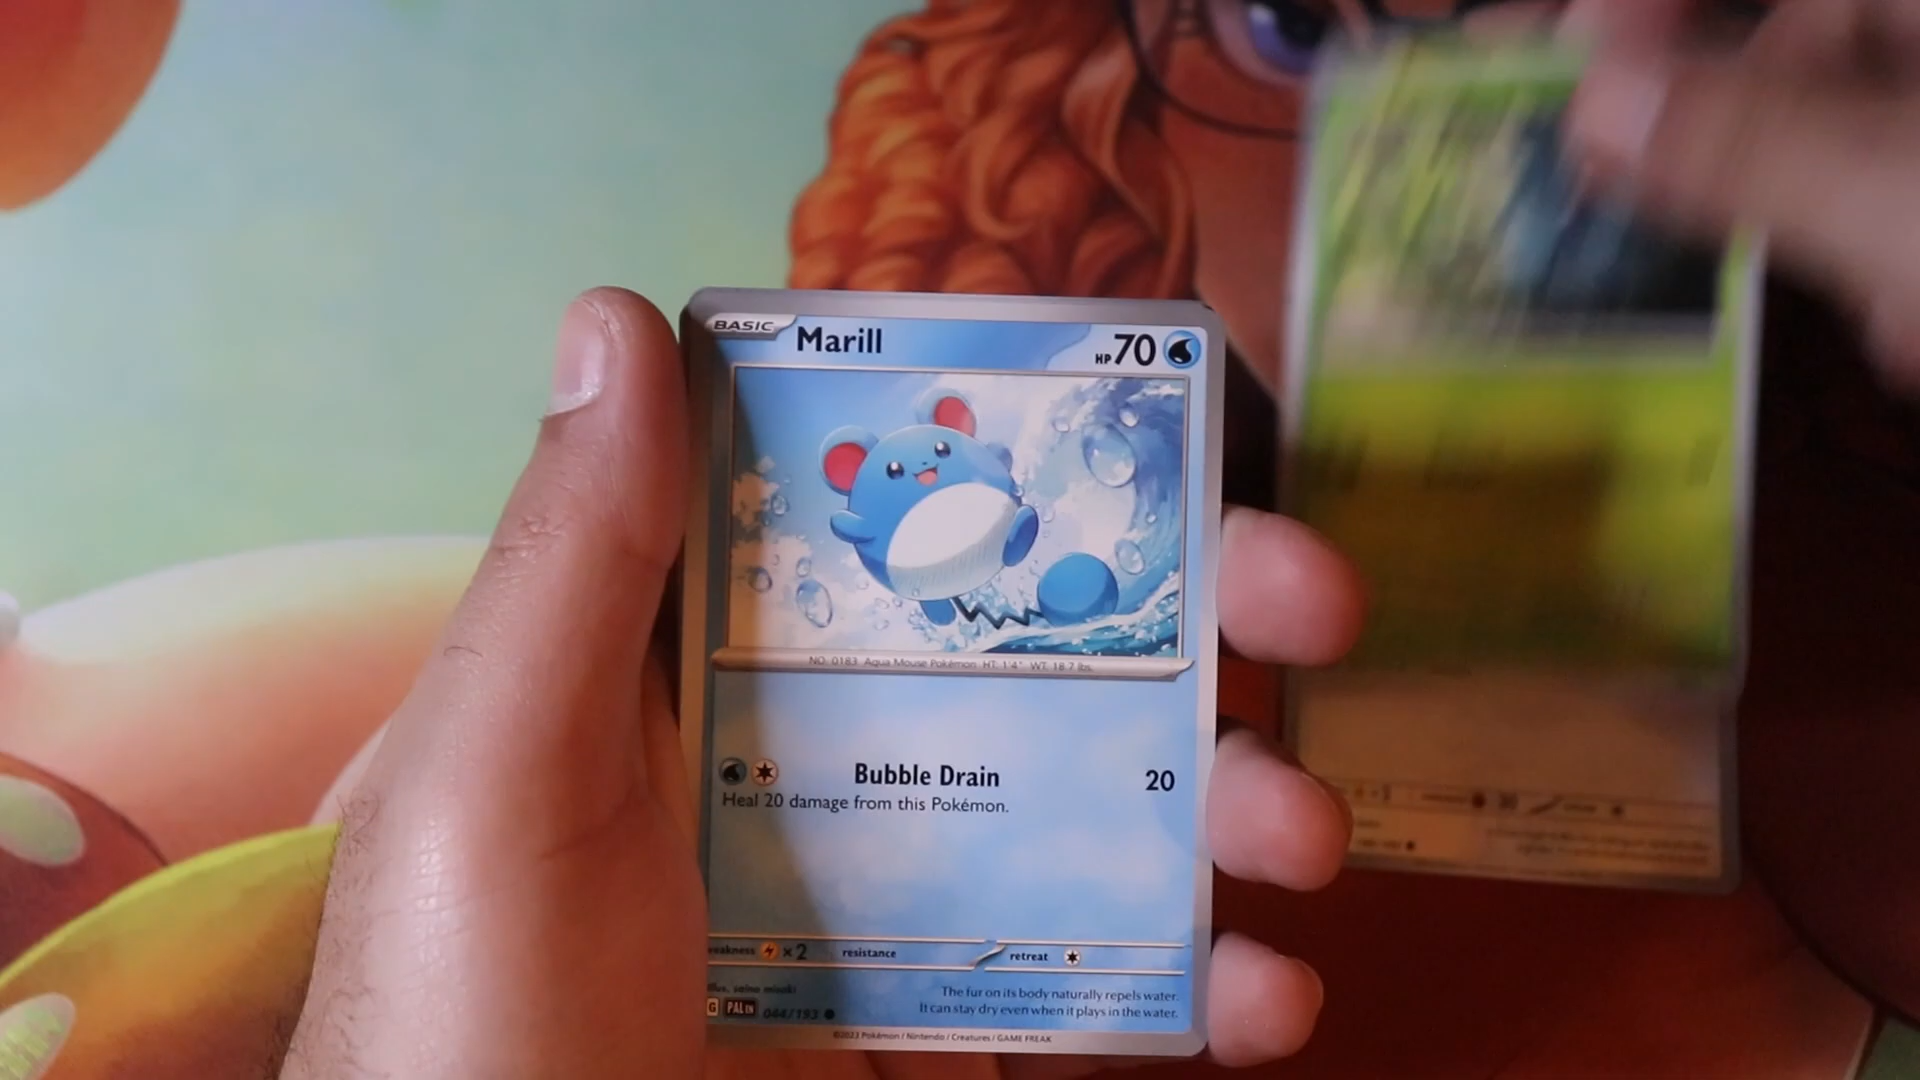 BASIC Marill HP 70
NO. 0183 Aqua Mouse Pokémon HT: 1'4" WT: 18.7 lbs.
Bubble Drain 20
Heal 20 damage from this Pokémon.
weakness ×2 resistance retreat
Illus. saino misaki
The fur on its body naturally repels water.
It can stay dry even when it plays in the water.
G PAL EN 044/193
©2023 Pokémon / Nintendo / Creatures / GAME FREAK